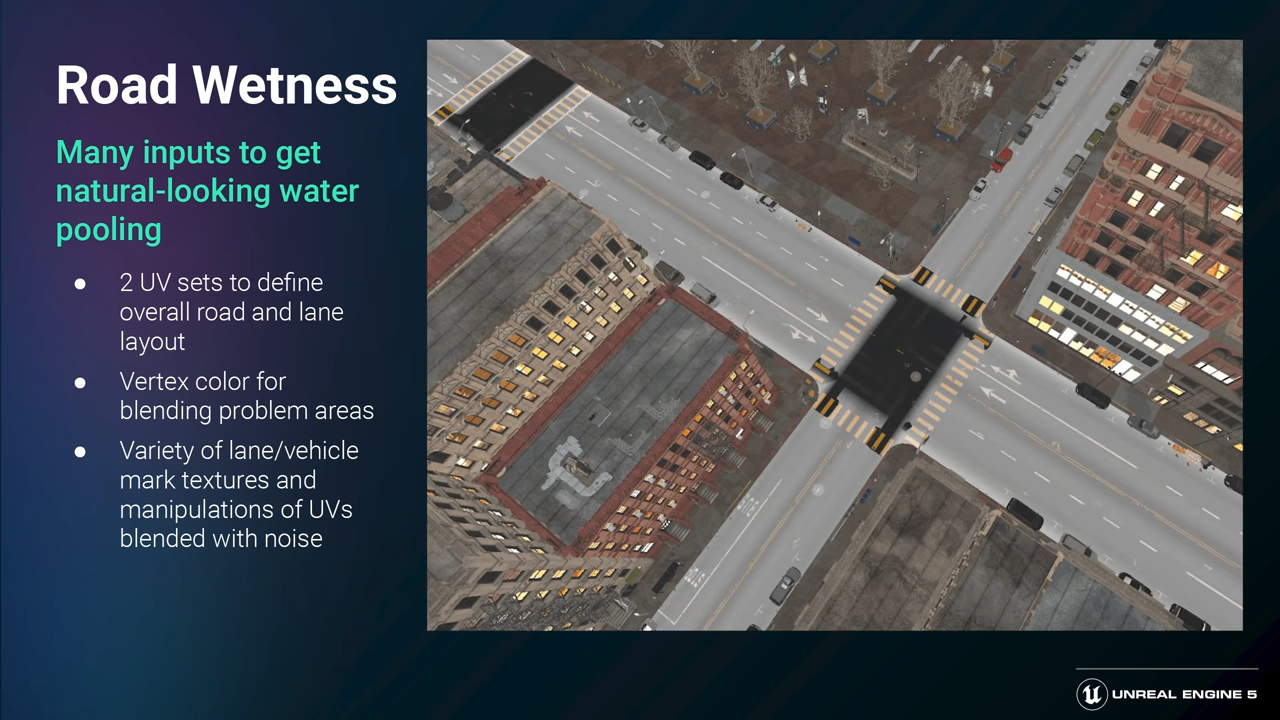 Road Wetness
Many inputs to get
natural-looking water
pooling
● 2 UV sets to define
overall road and lane
layout
● Vertex color for
blending problem areas
● Variety of lane/vehicle
mark textures and
manipulations of UVs
blended with noise
UNREAL ENGINE 5